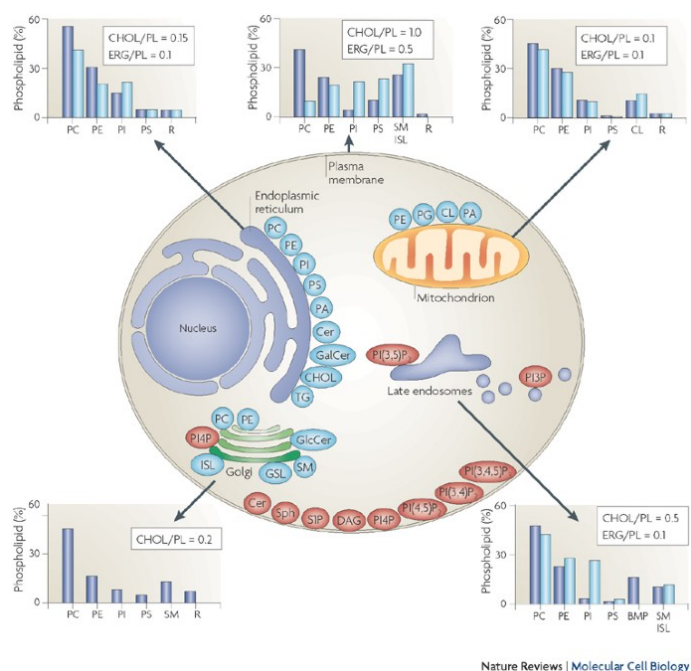 60
30
0
Phospholipid (%)
CHOL/PL = 0.15
ERG/PL = 0.1
PC PE PI PS R
60
30
0
Phospholipid (%)
CHOL/PL = 1.0
ERG/PL = 0.5
PC PE PI PS SM R
ISL
60
30
0
Phospholipid (%)
CHOL/PL = 0.1
ERG/PL = 0.1
PC PE PI PS CL R
Plasma
membrane
Endoplasmic
reticulum
PC
PE
PI
PS
PA
Cer
GalCer
CHOL
TG
Nucleus
PE PG CL PA
Mitochondrion
PI(3,5)P₂
Late endosomes
PI3P
PC PE
PI4P
GlcCer
ISL
Golgi
GSL
SM
Cer
Sph
S1P
DAG
PI4P
PI(4,5)P₂
PI(3,4)P₂
PI(3,4,5)P₃
60
30
0
Phospholipid (%)
CHOL/PL = 0.2
PC PE PI PS SM R
60
30
0
Phospholipid (%)
CHOL/PL = 0.5
ERG/PL = 0.1
PC PE PI PS BMP SM
ISL
Nature Reviews | Molecular Cell Biology